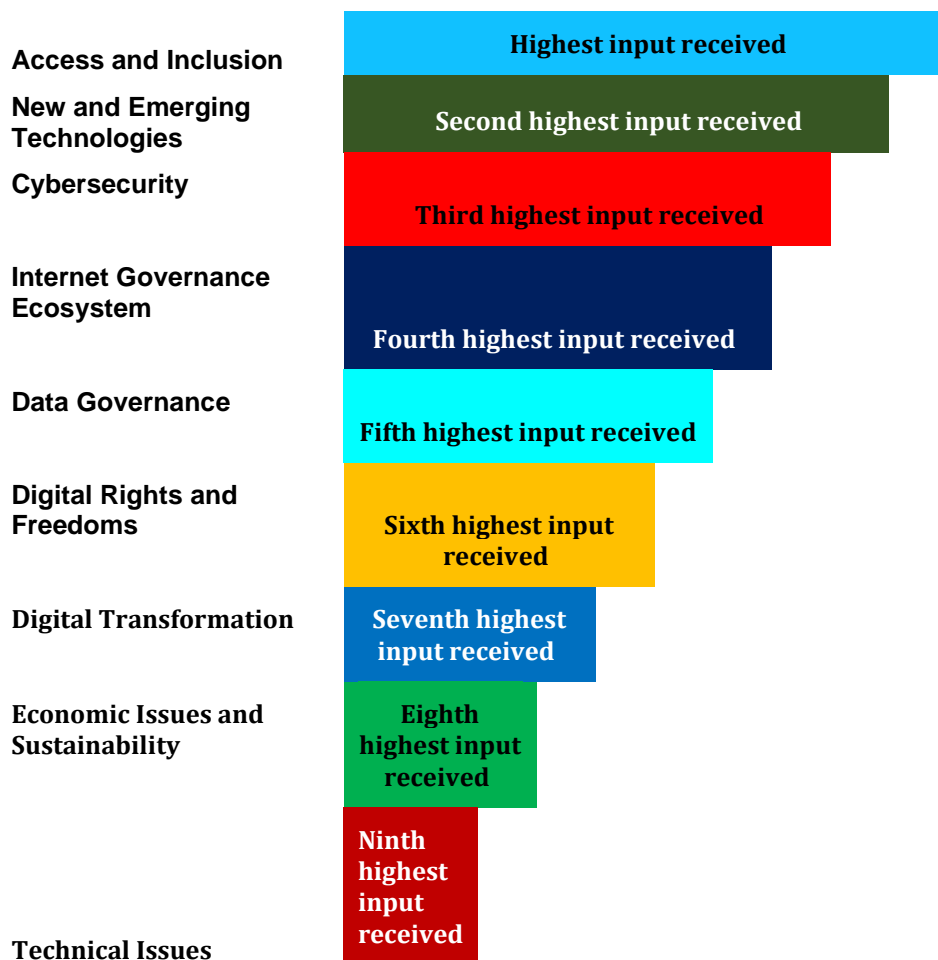 Access and Inclusion
Highest input received
New and Emerging
Technologies
Second highest input received
Cybersecurity
Third highest input received
Internet Governance
Ecosystem
Fourth highest input received
Data Governance
Fifth highest input received
Digital Rights and
Freedoms
Sixth highest input
received
Digital Transformation
Seventh highest
input received
Economic Issues and
Sustainability
Eighth
highest input
received
Technical Issues
Ninth
highest
input
received